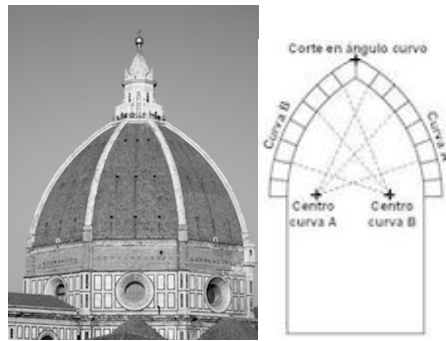 Corte en ángulo curvo
Curva B
Curva A
Centro
curva A
Centro
curva B